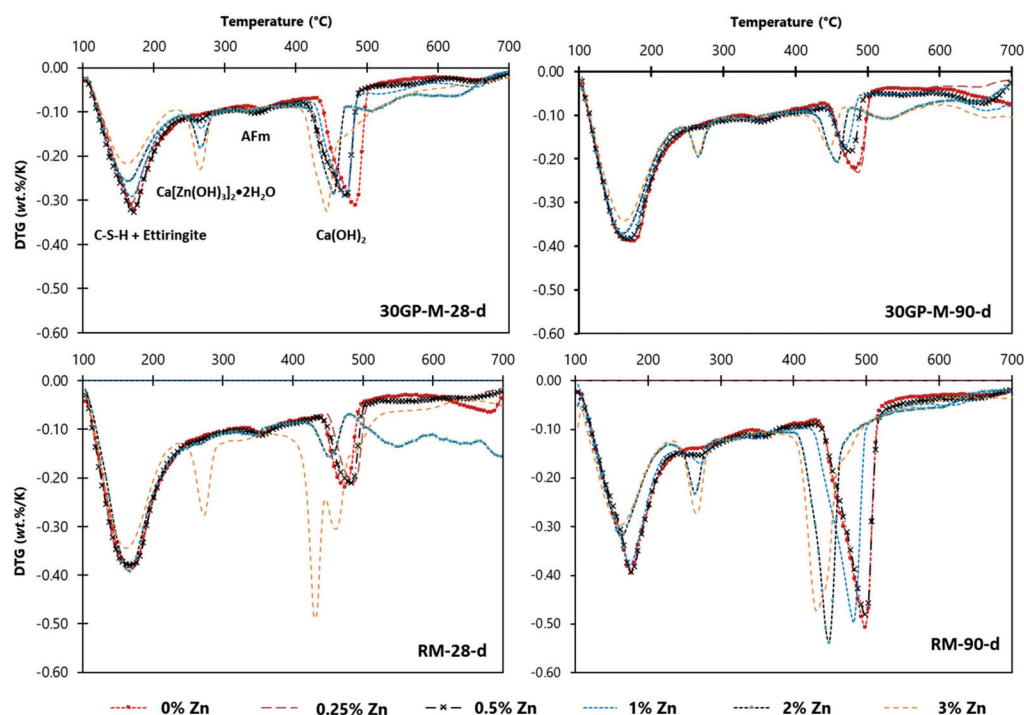 Temperature (°C)
100 200 300 400 500 600 700
0.00
-0.10
-0.20
-0.30
-0.40
-0.50
-0.60
DTG (wt.%/K)
AFm
Ca[Zn(OH)₃]₂•2H₂O
C-S-H + Ettiringite
Ca(OH)₂
30GP-M-28-d
Temperature (°C)
100 200 300 400 500 600 700
0.00
-0.10
-0.20
-0.30
-0.40
-0.50
-0.60
30GP-M-90-d
100 200 300 400 500 600 700
0.00
-0.10
-0.20
-0.30
-0.40
-0.50
-0.60
DTG (wt.%/K)
RM-28-d
100 200 300 400 500 600 700
0.00
-0.10
-0.20
-0.30
-0.40
-0.50
-0.60
RM-90-d
0% Zn 0.25% Zn 0.5% Zn 1% Zn 2% Zn 3% Zn